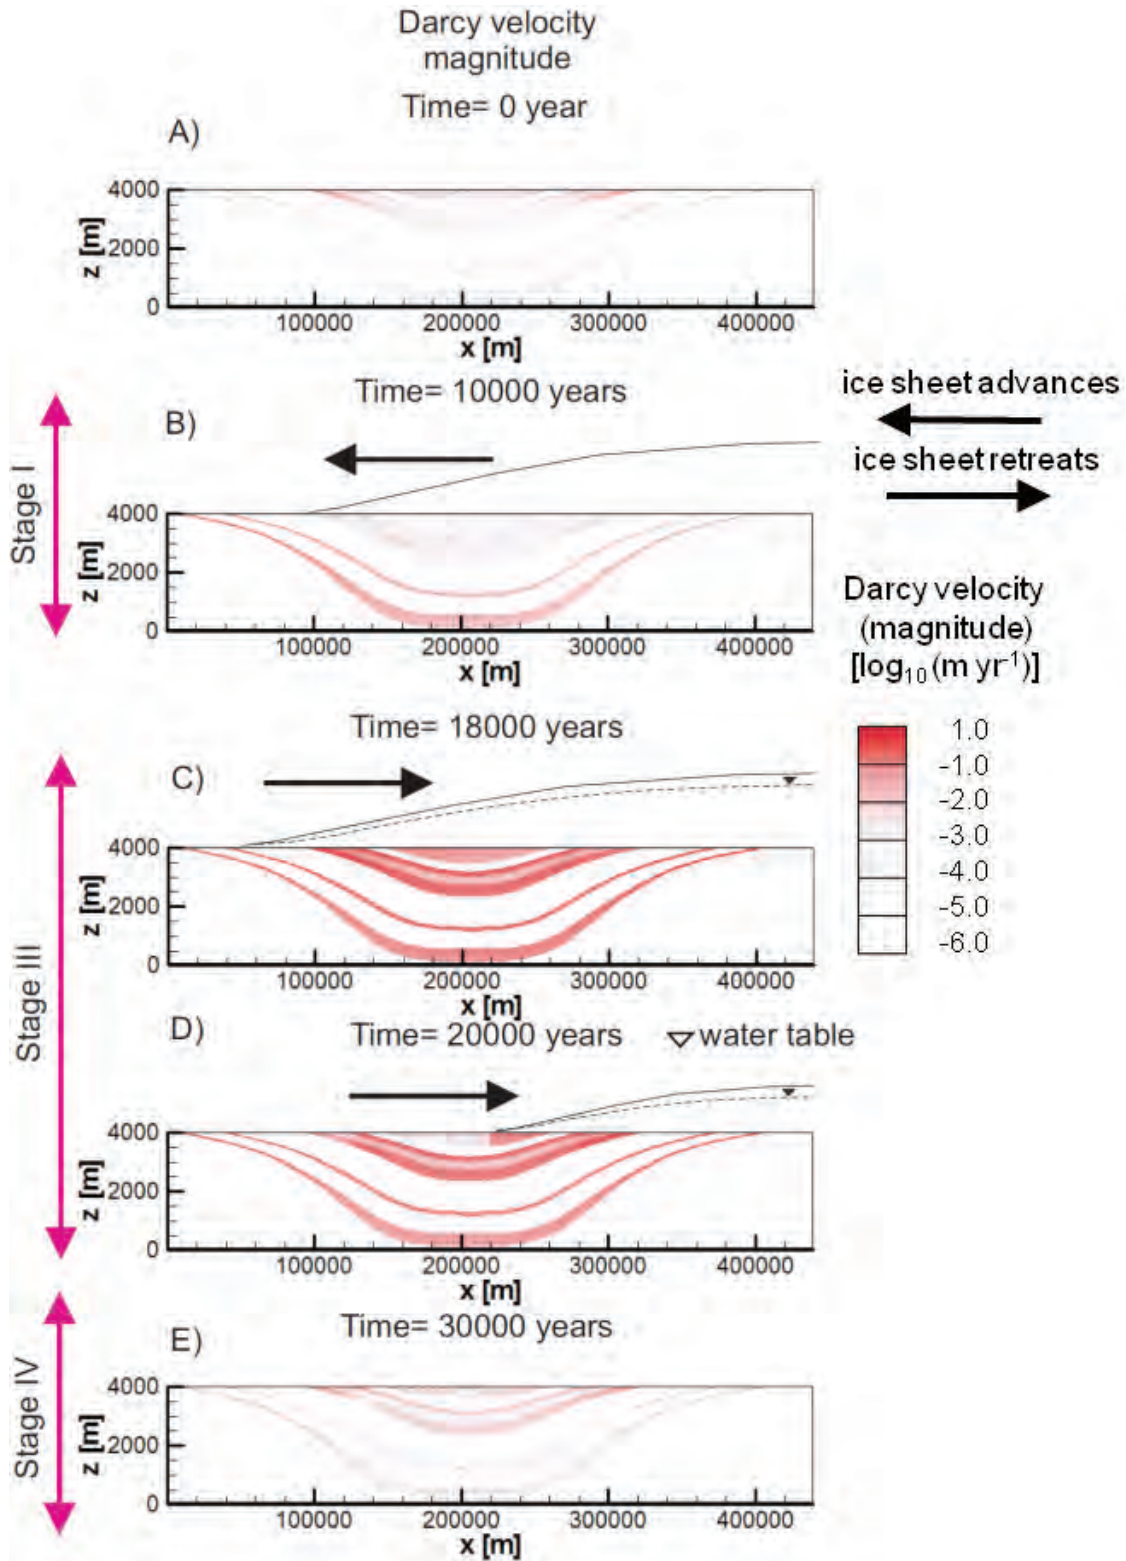 Darcy velocity
magnitude
Time= 0 year
A)
4000
2000
0
z [m]
100000 200000 300000 400000
x [m]
Stage I
Time= 10000 years
B)
4000
2000
0
z [m]
100000 200000 300000 400000
x [m]
ice sheet advances
ice sheet retreats
Darcy velocity
(magnitude)
[log₁₀ (m yr⁻¹)]
1.0
-1.0
-2.0
-3.0
-4.0
-5.0
-6.0
Stage III
Time= 18000 years
C)
4000
2000
0
z [m]
100000 200000 300000 400000
x [m]
D)
Time= 20000 years
water table
4000
2000
0
z [m]
100000 200000 300000 400000
x [m]
Stage IV
Time= 30000 years
E)
4000
2000
0
z [m]
100000 200000 300000 400000
x [m]